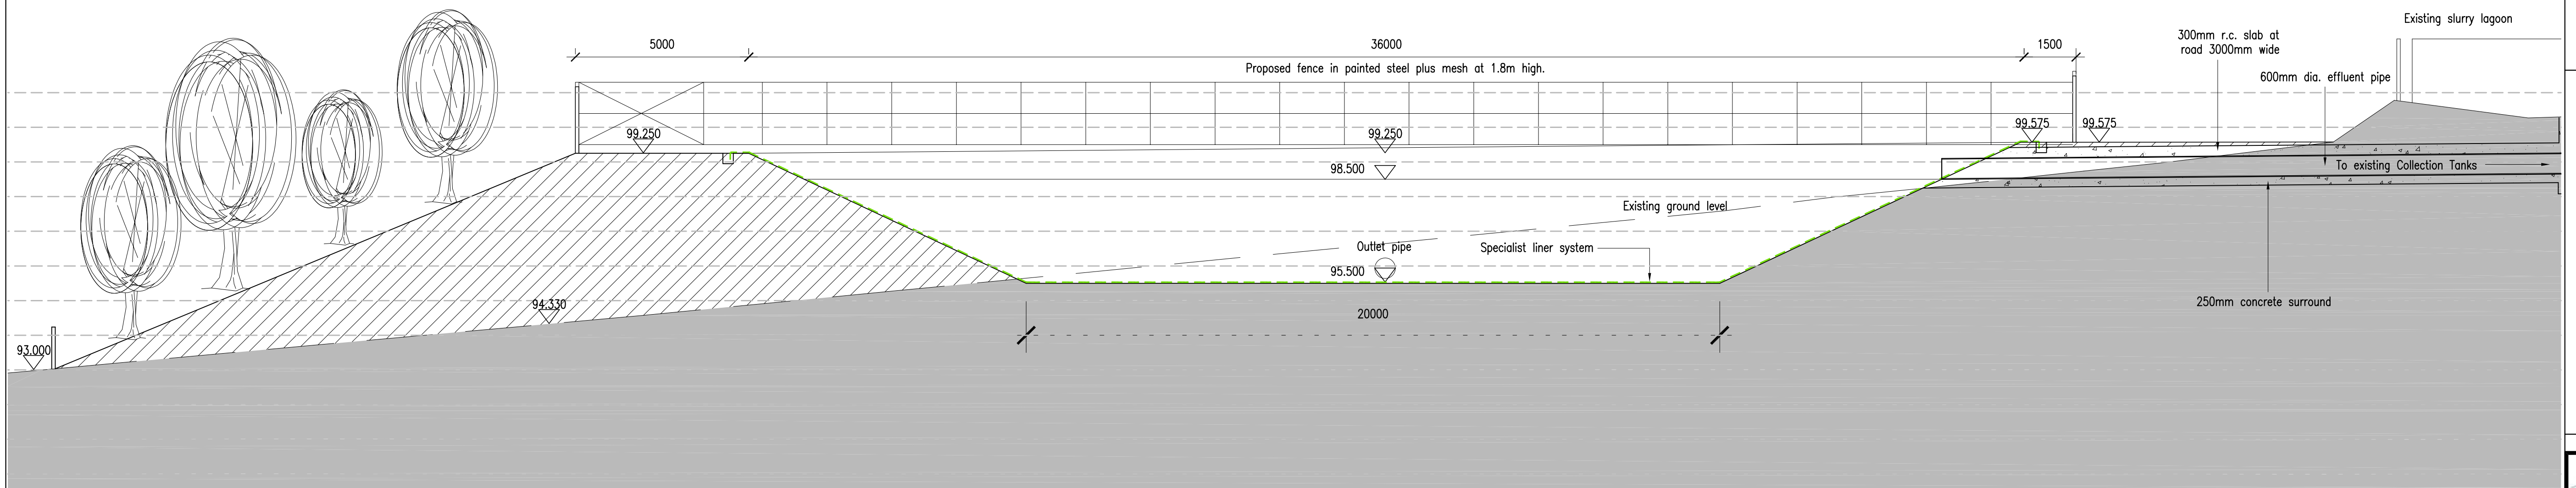 Existing slurry lagoon
300mm r.c. slab at
road 3000mm wide
5000
36000
1500
Proposed fence in painted steel plus mesh at 1.8m high.
600mm dia. effluent pipe
99.250
99.250
99.575
99.575
98.500
To existing Collection Tanks
Existing ground level
Outlet pipe
Specialist liner system
95.500
94.330
250mm concrete surround
20000
93.000